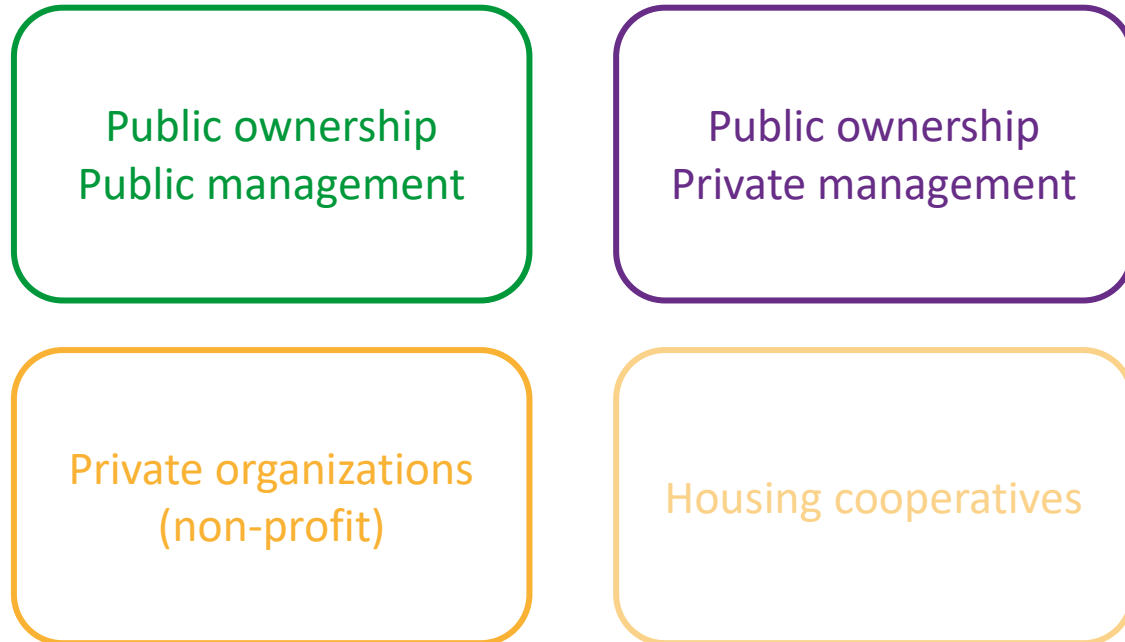 Public ownership
Public management
Public ownership
Private management
Private organizations
(non-profit)
Housing cooperatives